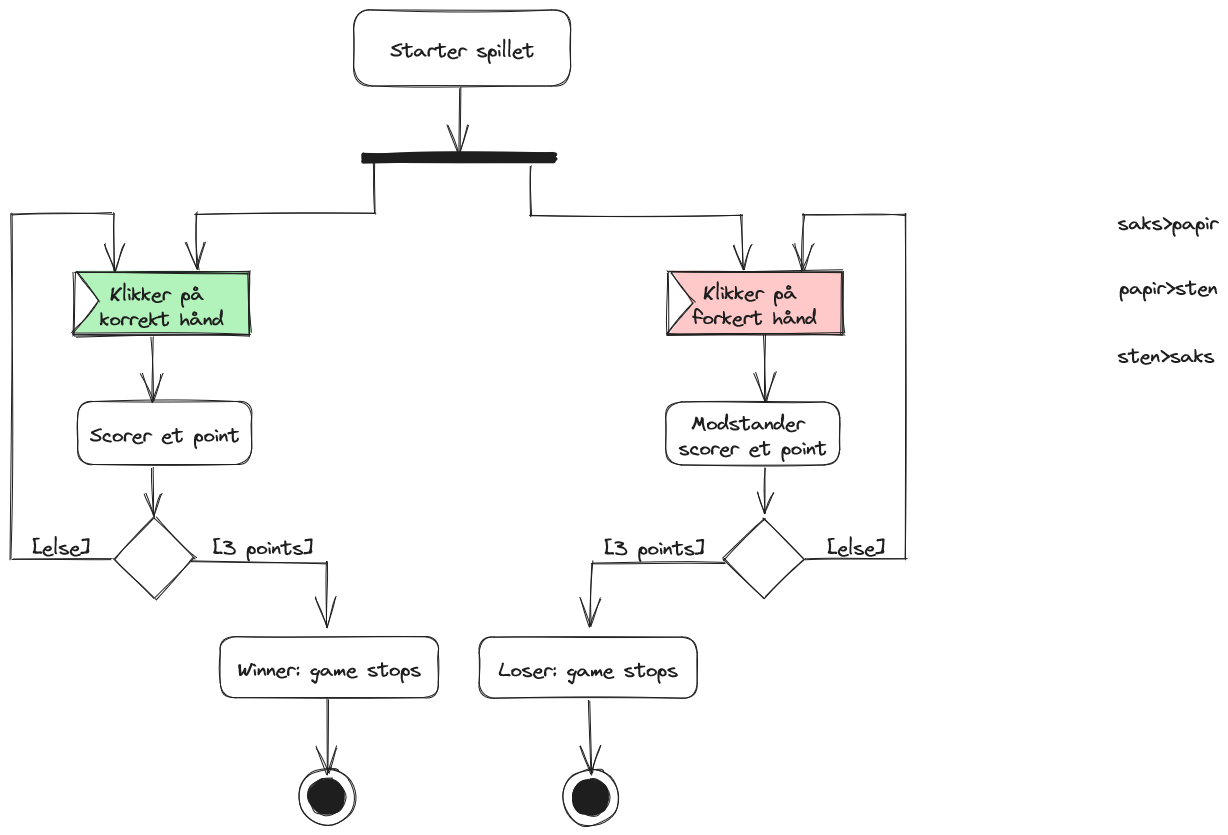 Starter spillet
saks>papir
papir>sten
sten>saks
Klikker på
korrekt hånd
Klikker på
forkert hånd
Scorer et point
Modstander
scorer et point
[else]
[3 points]
[3 points]
[else]
Winner: game stops
Loser: game stops